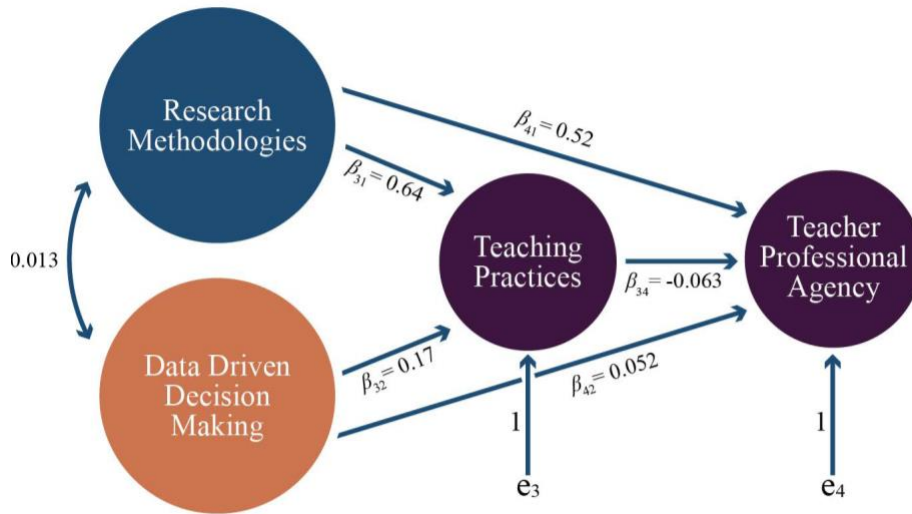 Research
Methodologies
β₄₁ = 0.52
β₃₁ = 0.64
0.013
Teaching
Practices
β₃₄ = -0.063
Teacher
Professional
Agency
Data Driven
Decision
Making
β₃₂ = 0.17
β₄₂ = 0.052
1
e₃
1
e₄